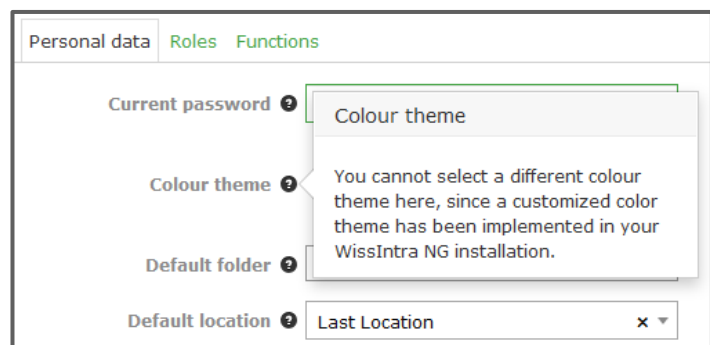 Personal data Roles Functions
Current password ?
Colour theme
Colour theme ?
You cannot select a different colour
theme here, since a customized color
theme has been implemented in your
WissIntra NG installation.
Default folder ?
Default location ? Last Location x